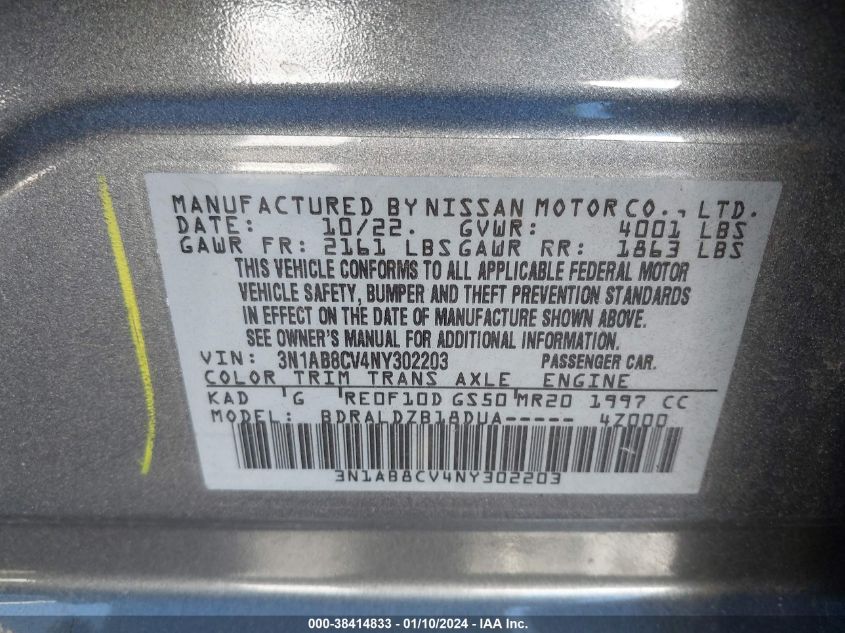 MANUFACTURED BY NISSAN MOTOR CO., LTD.
DATE: 10/22. GVWR: 4001 LBS
GAWR FR: 2161 LBS GAWR RR: 1863 LBS
THIS VEHICLE CONFORMS TO ALL APPLICABLE FEDERAL MOTOR
VEHICLE SAFETY, BUMPER AND THEFT PREVENTION STANDARDS
IN EFFECT ON THE DATE OF MANUFACTURE SHOWN ABOVE.
SEE OWNER'S MANUAL FOR ADDITIONAL INFORMATION.
VIN: 3N1AB8CV4NY302203 PASSENGER CAR.
COLOR TRIM TRANS AXLE ENGINE
KAD G RE0F10D GS50 MR20 1997 CC
MODEL: BDRALDZB18DUA----- 4Z000
3N1AB8CV4NY302203
000-38414833 - 01/10/2024 - IAA Inc.